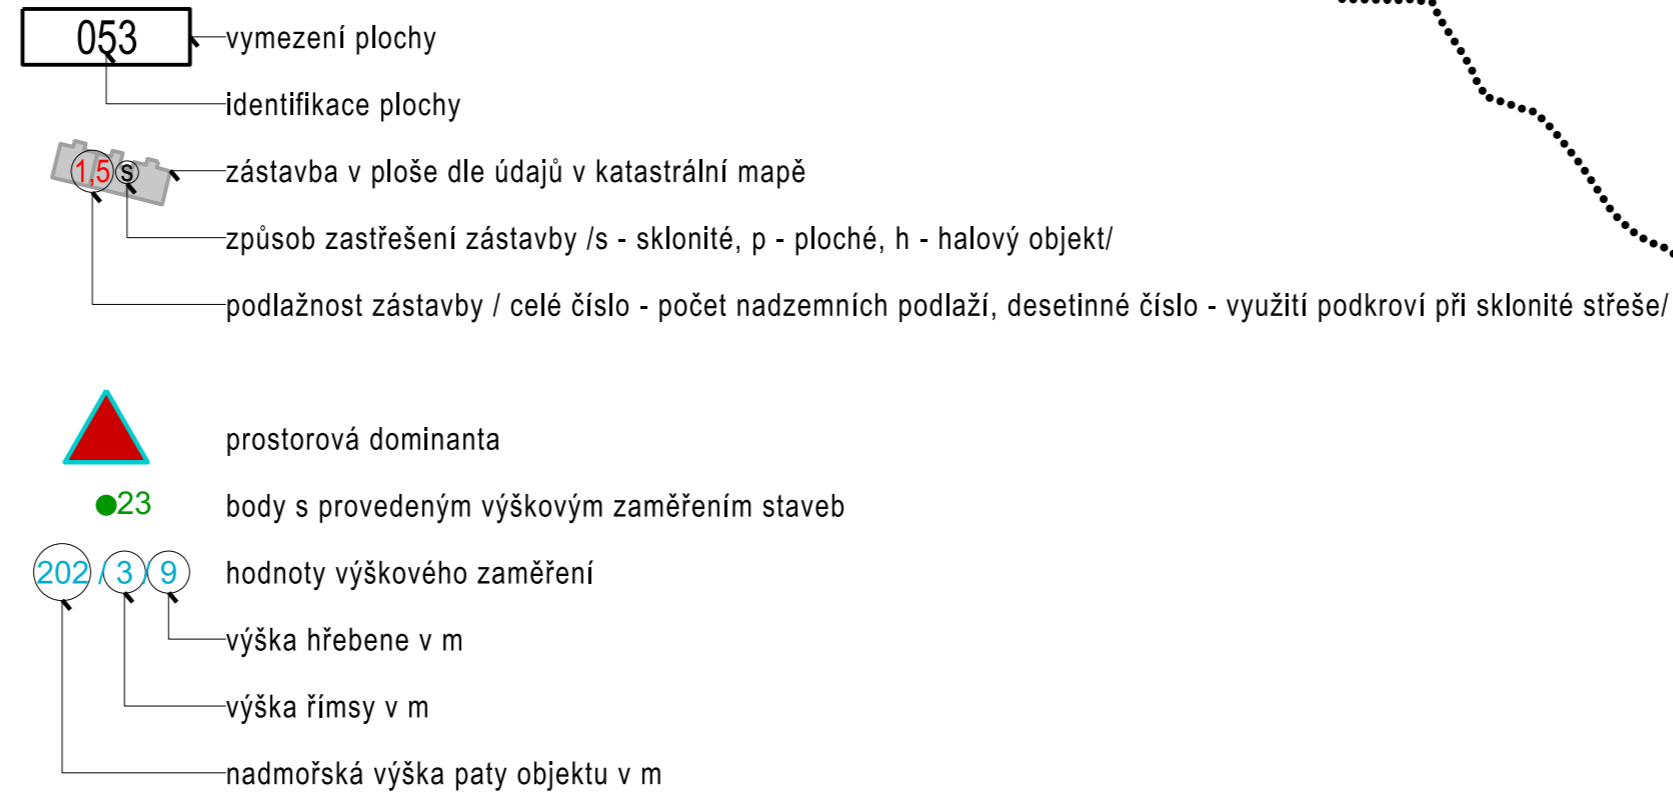 053
vymezení plochy
identifikace plochy
1,5 s
zástavba v ploše dle údajů v katastrální mapě
způsob zastřešení zástavby /s - sklonité, p - ploché, h - halový objekt/
podlažnost zástavby / celé číslo - počet nadzemních podlaží, desetinné číslo - využití podkroví při sklonité střeše/
prostorová dominanta
23
body s provedeným výškovým zaměřením staveb
202 / 3 / 9
hodnoty výškového zaměření
výška hřebene v m
výška římsy v m
nadmořská výška paty objektu v m